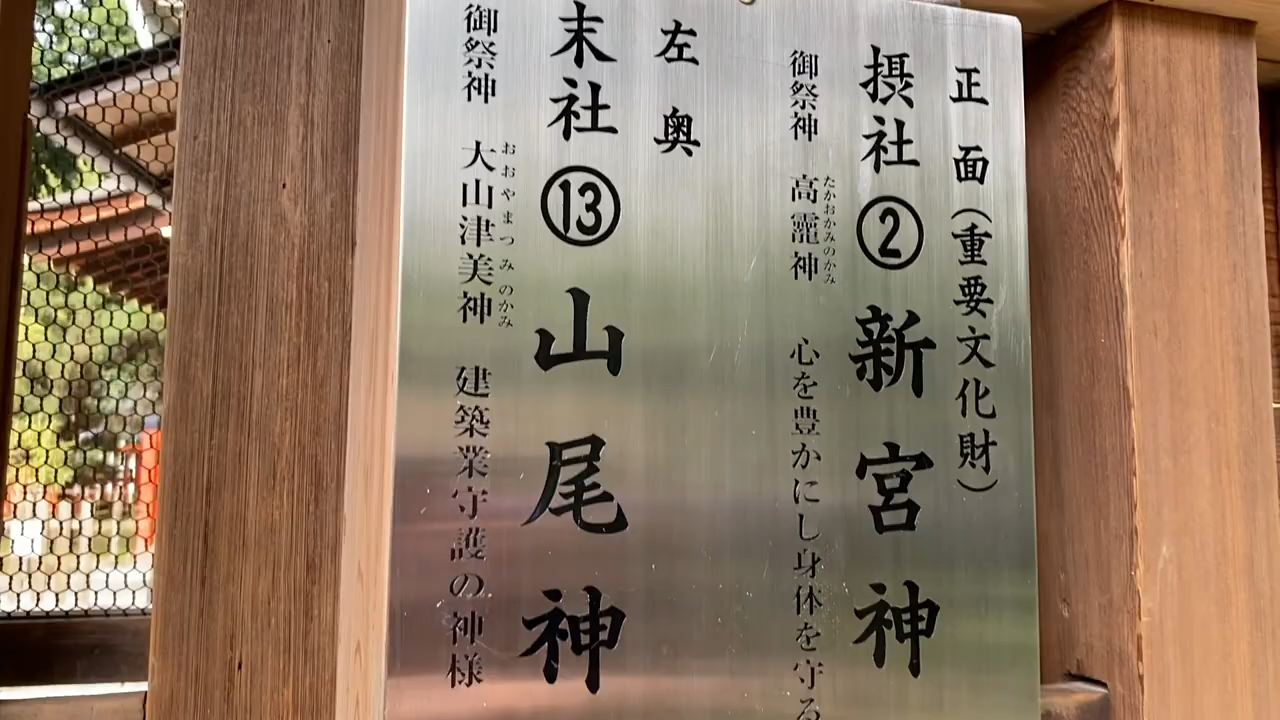 正面（重要文化財）
摂社②新宮神
御祭神 高龗神 心を豊かにし身体を守る
たかおかみのかみ
左奥
末社⑬山尾神
御祭神 大山津美神 建築業守護の神様
おおやまつみのかみ